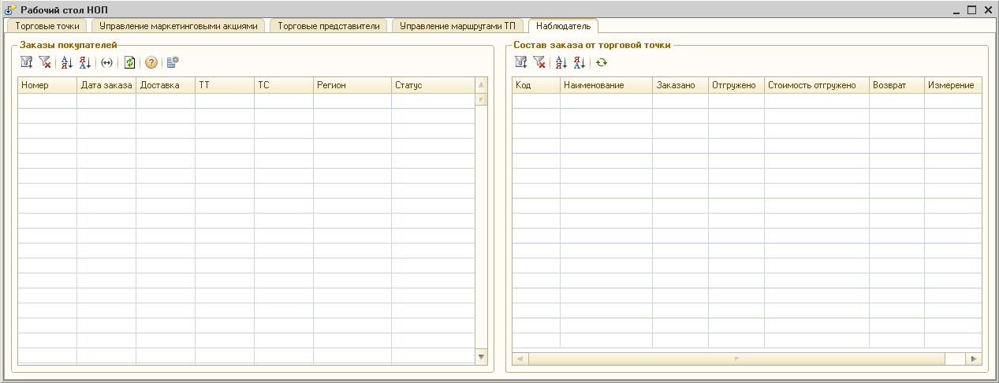 Рабочий стол НОП
Торговые точки Управление маркетинговыми акциями Торговые представители Управление маршрутами ТП Наблюдатель
Заказы покупателей
Номер Дата заказа Доставка ТТ ТС Регион Статус
Состав заказа от торговой точки
Код Наименование Заказано Отгружено Стоимость отгружено Возврат Измерение